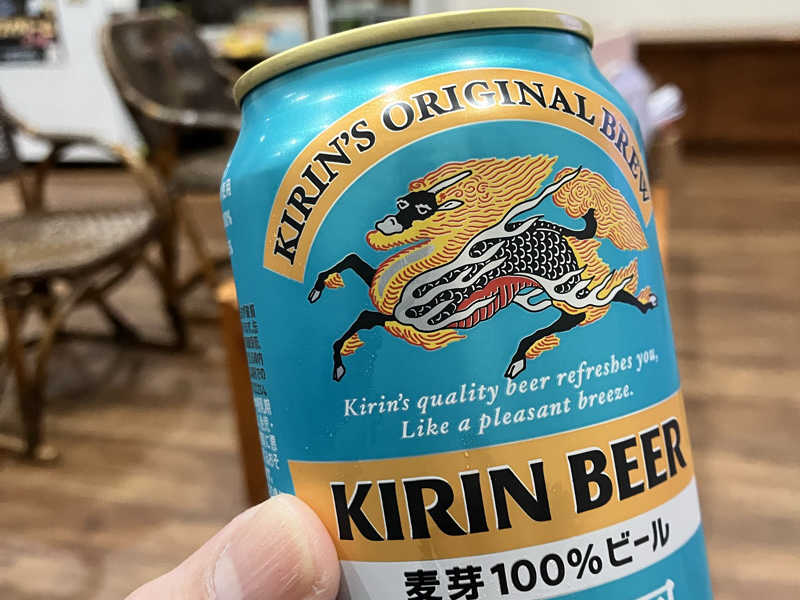 KIRIN'S ORIGINAL BREW
Kirin's quality beer refreshes you,
Like a pleasant breeze.
KIRIN BEER
麦芽100%ビール